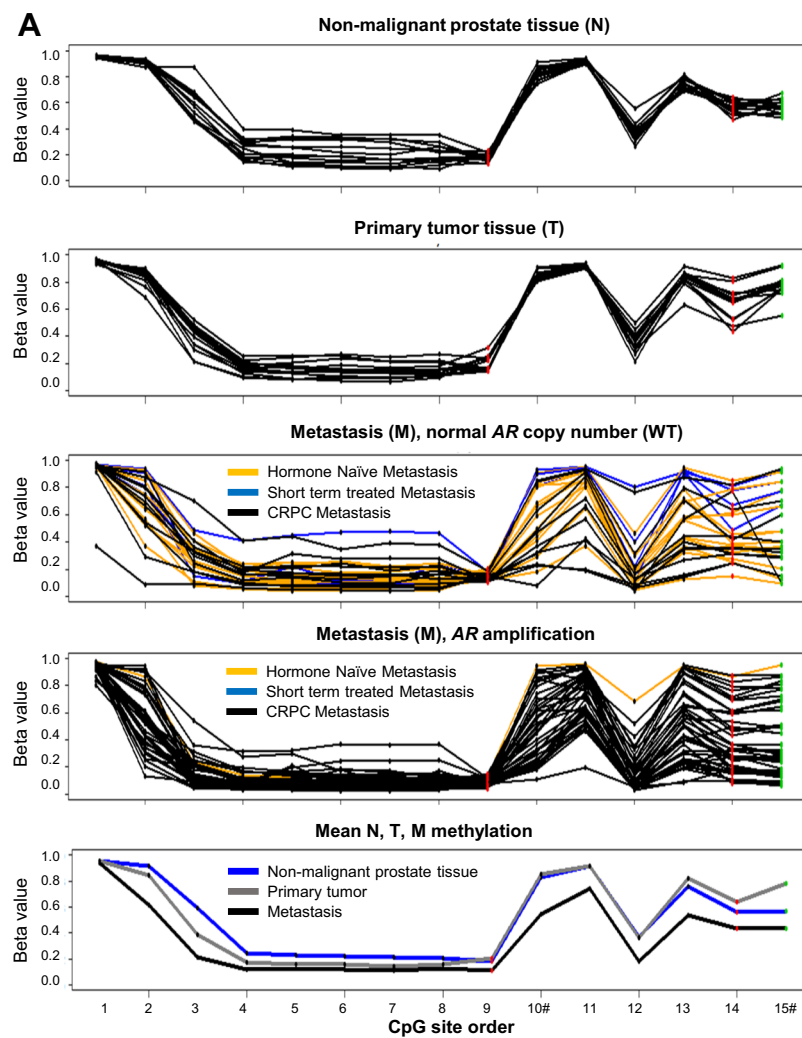 A
Non-malignant prostate tissue (N)
Beta value
1.0
0.8
0.6
0.4
0.2
0.0
Primary tumor tissue (T)
Beta value
1.0
0.8
0.6
0.4
0.2
0.0
Metastasis (M), normal AR copy number (WT)
Beta value
1.0
0.8
0.6
0.4
0.2
0.0
Hormone Naïve Metastasis
Short term treated Metastasis
CRPC Metastasis
Metastasis (M), AR amplification
Beta value
1.0
0.8
0.6
0.4
0.2
0.0
Hormone Naïve Metastasis
Short term treated Metastasis
CRPC Metastasis
Mean N, T, M methylation
Beta value
1.0
0.8
0.6
0.4
0.2
0.0
Non-malignant prostate tissue
Primary tumor
Metastasis
1 2 3 4 5 6 7 8 9 10# 11 12 13 14 15#
CpG site order